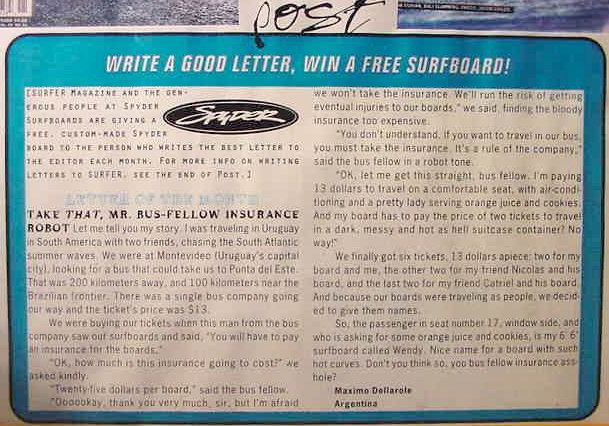 post
WRITE A GOOD LETTER, WIN A FREE SURFBOARD!
[SURFER MAGAZINE AND THE GEN-
EROUS PEOPLE AT SPYDER
SURFBOARDS ARE GIVING A
FREE, CUSTOM-MADE SPYDER
BOARD TO THE PERSON WHO WRITES THE BEST LETTER TO
THE EDITOR EACH MONTH. FOR MORE INFO ON WRITING
LETTERS TO SURFER, SEE THE END OF POST.]
SPYDER
LETTER OF THE MONTH
TAKE THAT, MR. BUS-FELLOW INSURANCE
ROBOT Let me tell you my story. I was traveling in Uruguay
in South America with two friends, chasing the South Atlantic
summer waves. We were at Montevideo (Uruguay's capital
city), looking for a bus that could take us to Punta del Este.
That was 200 kilometers away, and 100 kilometers near the
Brazilian frontier. There was a single bus company going
our way and the ticket's price was $13.
We were buying our tickets when this man from the bus
company saw our surfboards and said, "You will have to pay
an insurance for the boards."
"OK, how much is this insurance going to cost?" we
asked kindly.
"Twenty-five dollars per board," said the bus fellow.
"Oooookay, thank you very much, sir, but I'm afraid
we won't take the insurance. We'll run the risk of getting
eventual injuries to our boards," we said, finding the bloody
insurance too expensive.
"You don't understand. If you want to travel in our bus,
you must take the insurance. It's a rule of the company,"
said the bus fellow in a robot tone.
"OK, let me get this straight, bus fellow. I'm paying
13 dollars to travel on a comfortable seat, with air-condi-
tioning and a pretty lady serving orange juice and cookies.
And my board has to pay the price of two tickets to travel
in a dark, messy and hot as hell suitcase container? No
way!"
We finally got six tickets, 13 dollars apiece: two for my
board and me, the other two for my friend Nicolas and his
board, and the last two for my friend Catriel and his board.
And because our boards were traveling as people, we decid-
ed to give them names.
So, the passenger in seat number 17, window side, and
who is asking for some orange juice and cookies, is my 6'6"
surfboard called Wendy. Nice name for a board with such
hot curves. Don't you think so, yoo bus fellow insurance ass-
hole?
Maximo Dellarole
Argentina